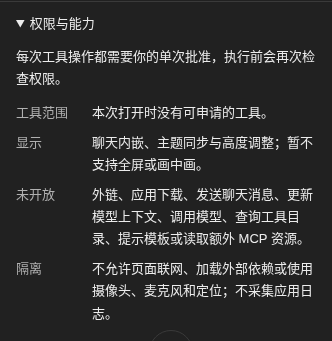 ▼ 权限与能力
每次工具操作都需要你的单次批准，执行前会再次检
查权限。
工具范围 本次打开时没有可申请的工具。
显示 聊天内嵌、主题同步与高度调整；暂不
支持全屏或画中画。
未开放 外链、应用下载、发送聊天消息、更新
模型上下文、调用模型、查询工具目
录、提示模板或读取额外 MCP 资源。
隔离 不允许页面联网、加载外部依赖或使用
摄像头、麦克风和定位；不采集应用日
志。